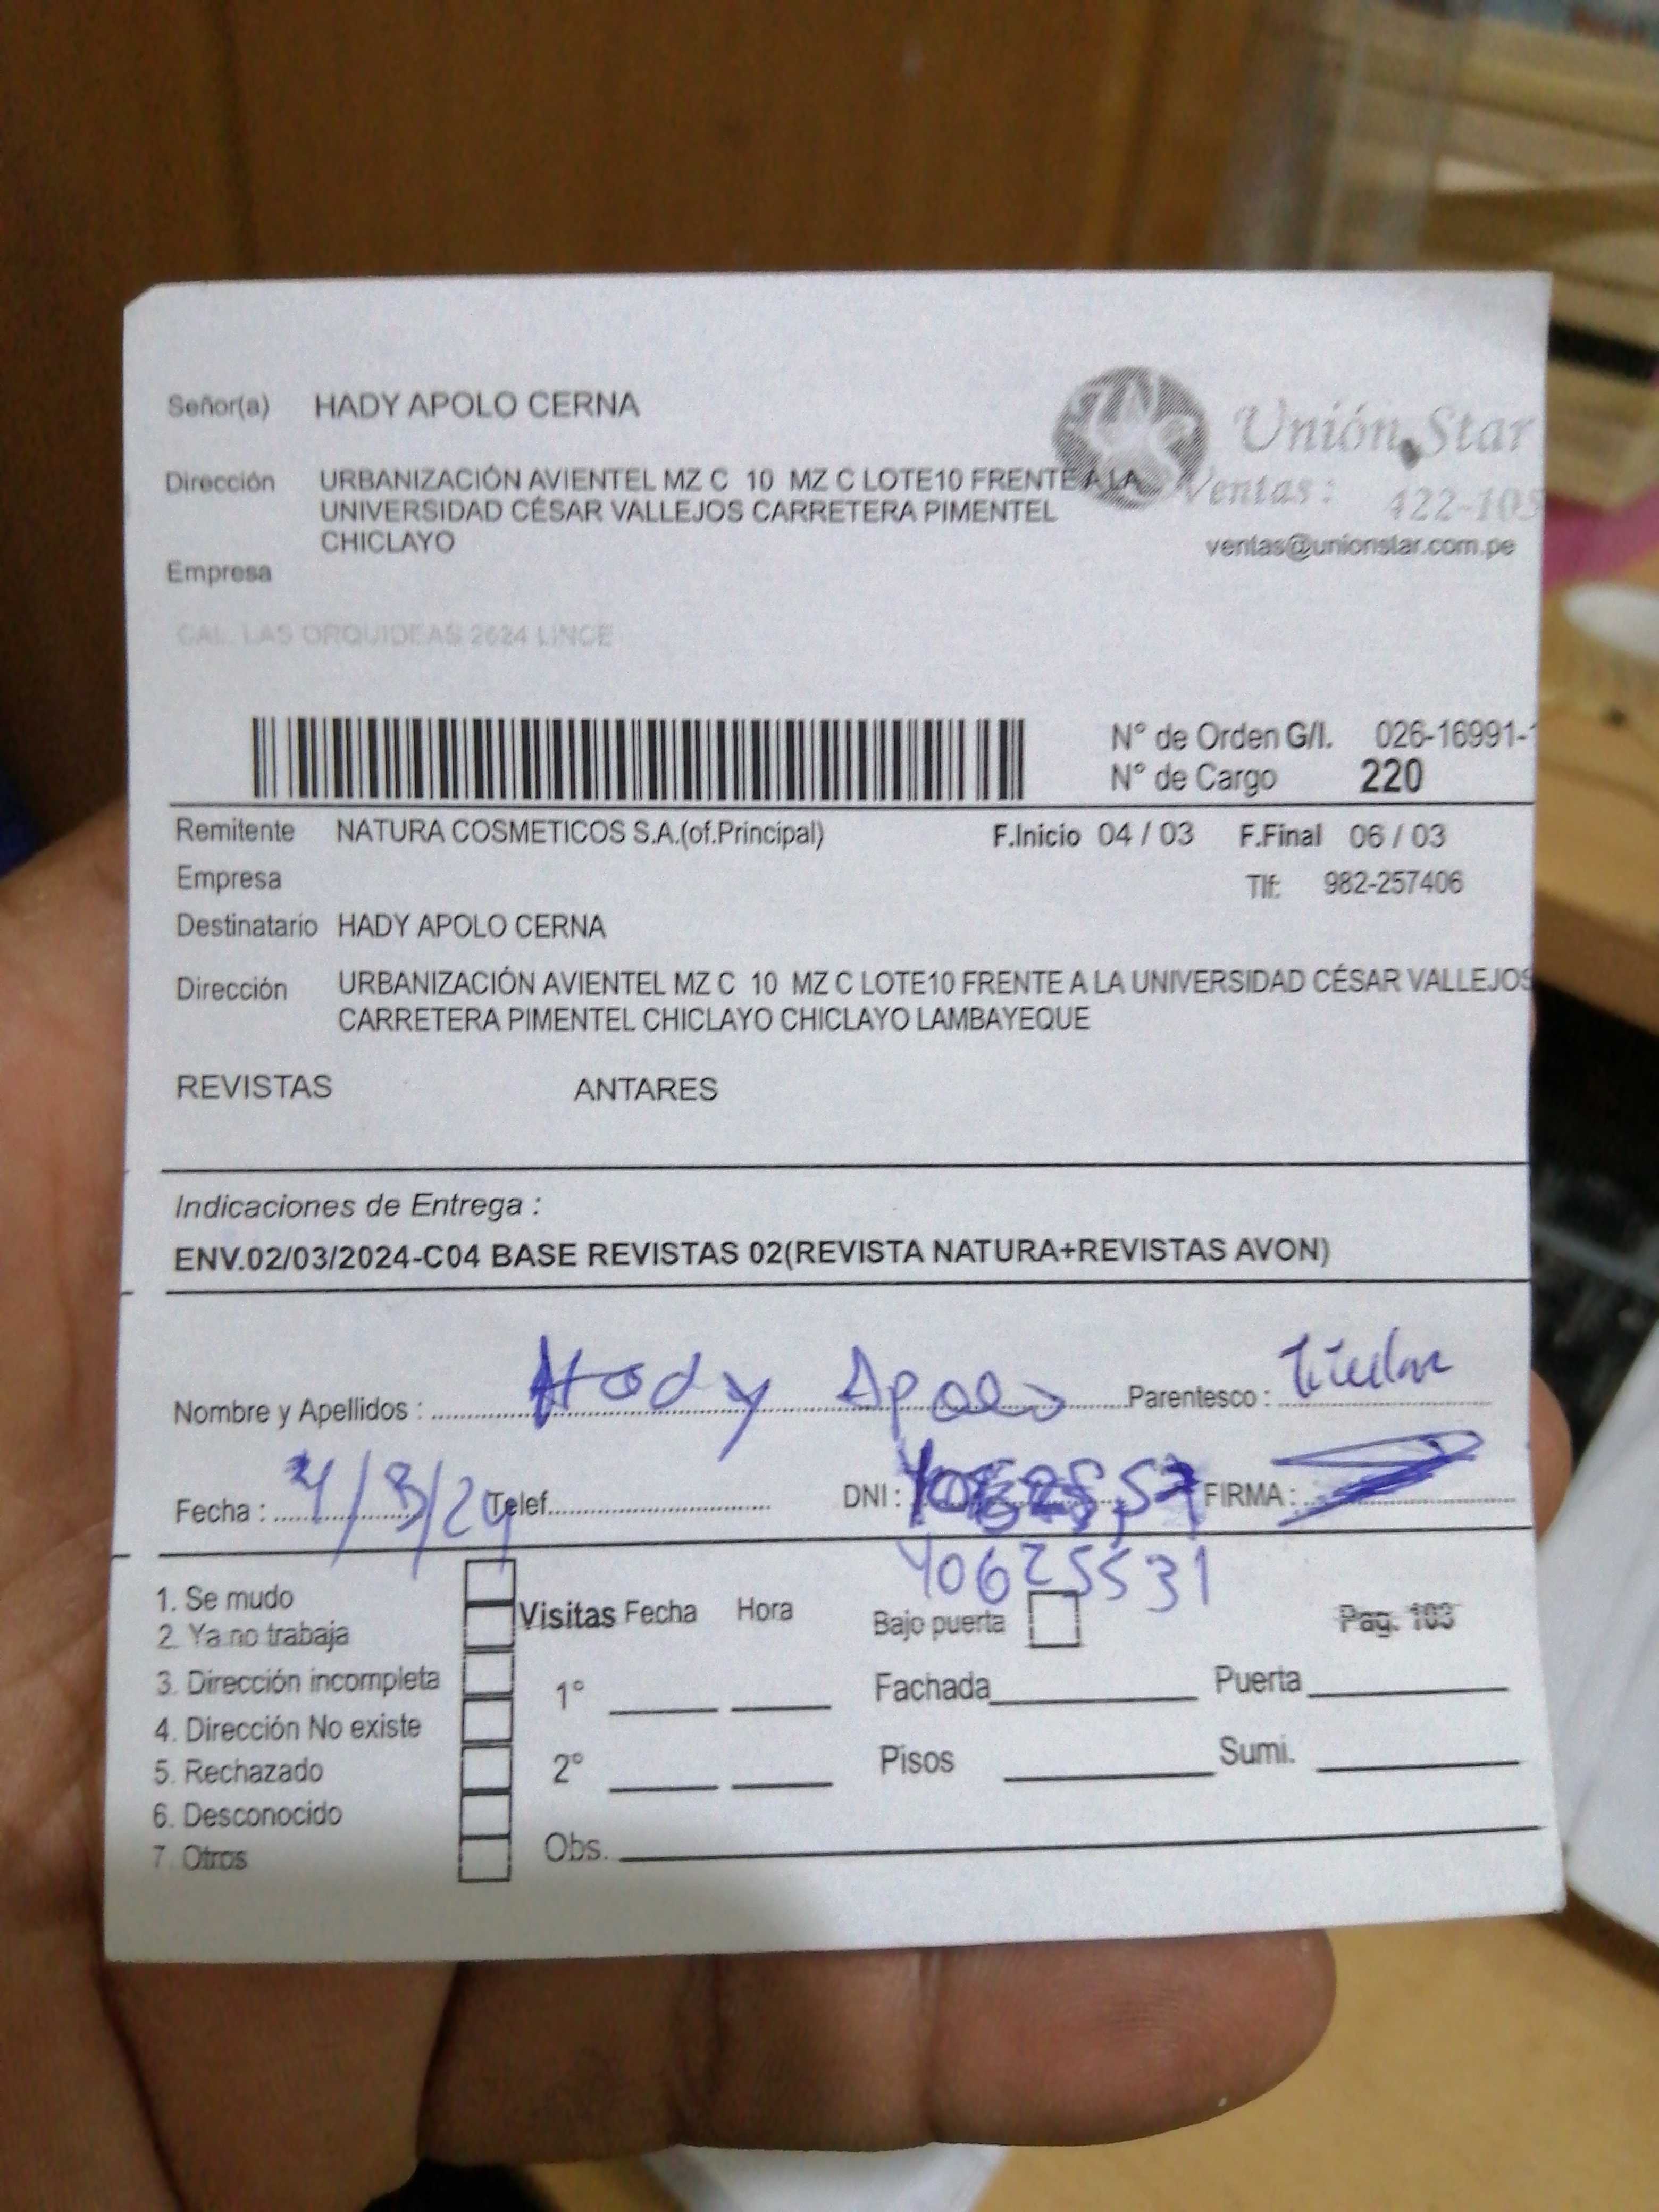 Señor(a) HADY APOLO CERNA
Unión Star
Dirección URBANIZACIÓN AVIENTEL MZ C 10 MZ C LOTE10 FRENTE A LA
Ventas: 422-105
UNIVERSIDAD CÉSAR VALLEJOS CARRETERA PIMENTEL
CHICLAYO
ventas@unionstar.com.pe
Empresa
CAL. LAS ORQUIDEAS 2624 LINCE
N° de Orden G/I. 026-16991-1
N° de Cargo 220
Remitente NATURA COSMETICOS S.A.(of.Principal) F.Inicio 04 / 03 F.Final 06 / 03
Empresa Tlf: 982-257406
Destinatario HADY APOLO CERNA
Dirección URBANIZACIÓN AVIENTEL MZ C 10 MZ C LOTE10 FRENTE A LA UNIVERSIDAD CÉSAR VALLEJOS
CARRETERA PIMENTEL CHICLAYO CHICLAYO LAMBAYEQUE
REVISTAS ANTARES
Indicaciones de Entrega :
ENV.02/03/2024-C04 BASE REVISTAS 02(REVISTA NATURA+REVISTAS AVON)
Nombre y Apellidos : Hady Apolo Parentesco : Titular
Fecha : 4/3/24 Telef. DNI : FIRMA :
40625531
1. Se mudo
2. Ya no trabaja
3. Dirección incompleta
4. Dirección No existe
5. Rechazado
6. Desconocido
7. Otros
Visitas Fecha Hora
1°
2°
Obs.
Bajo puerta Pag. 103
Fachada Puerta
Pisos Sumi.